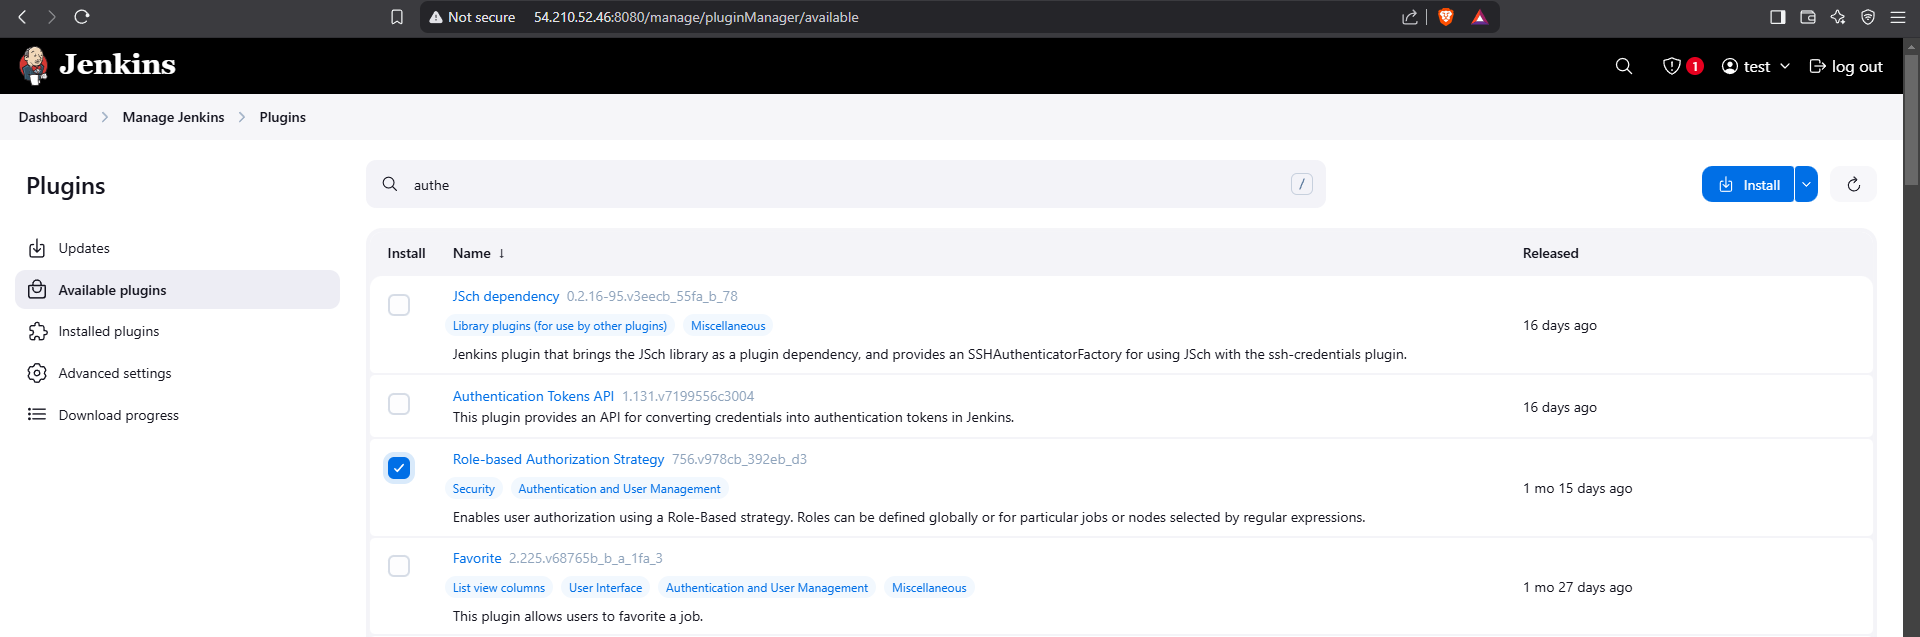 Not secure 54.210.52.46:8080/manage/pluginManager/available
Jenkins
1 test log out
Dashboard Manage Jenkins Plugins
Plugins
authe /
Install
Updates
Available plugins
Installed plugins
Advanced settings
Download progress
Install Name ↓ Released
JSch dependency 0.2.16-95.v3eecb_55fa_b_78
Library plugins (for use by other plugins) Miscellaneous
16 days ago
Jenkins plugin that brings the JSch library as a plugin dependency, and provides an SSHAuthenticatorFactory for using JSch with the ssh-credentials plugin.
Authentication Tokens API 1.131.v7199556c3004
16 days ago
This plugin provides an API for converting credentials into authentication tokens in Jenkins.
Role-based Authorization Strategy 756.v978cb_392eb_d3
Security Authentication and User Management
1 mo 15 days ago
Enables user authorization using a Role-Based strategy. Roles can be defined globally or for particular jobs or nodes selected by regular expressions.
Favorite 2.225.v68765b_b_a_1fa_3
List view columns User Interface Authentication and User Management Miscellaneous
1 mo 27 days ago
This plugin allows users to favorite a job.